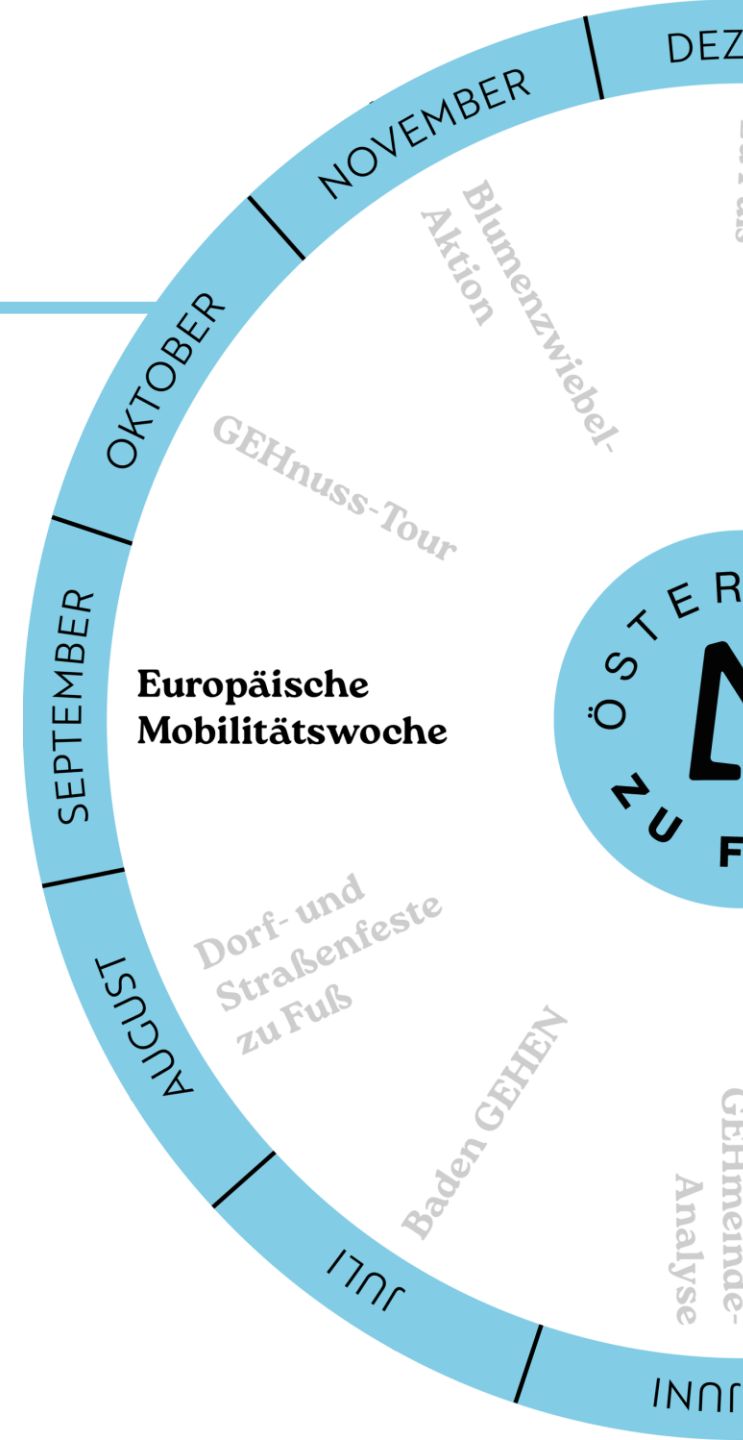 DEZ
NOVEMBER
Blumenzwiebel-
Aktion
OKTOBER
GEHnuss-Tour
SEPTEMBER
Europäische
Mobilitätswoche
ÖSTER
ZU F
AUGUST
Dorf- und
Straßenfeste
zu Fuß
JULI
Baden GEHEN
JUNI
GEHmeinde-
Analyse